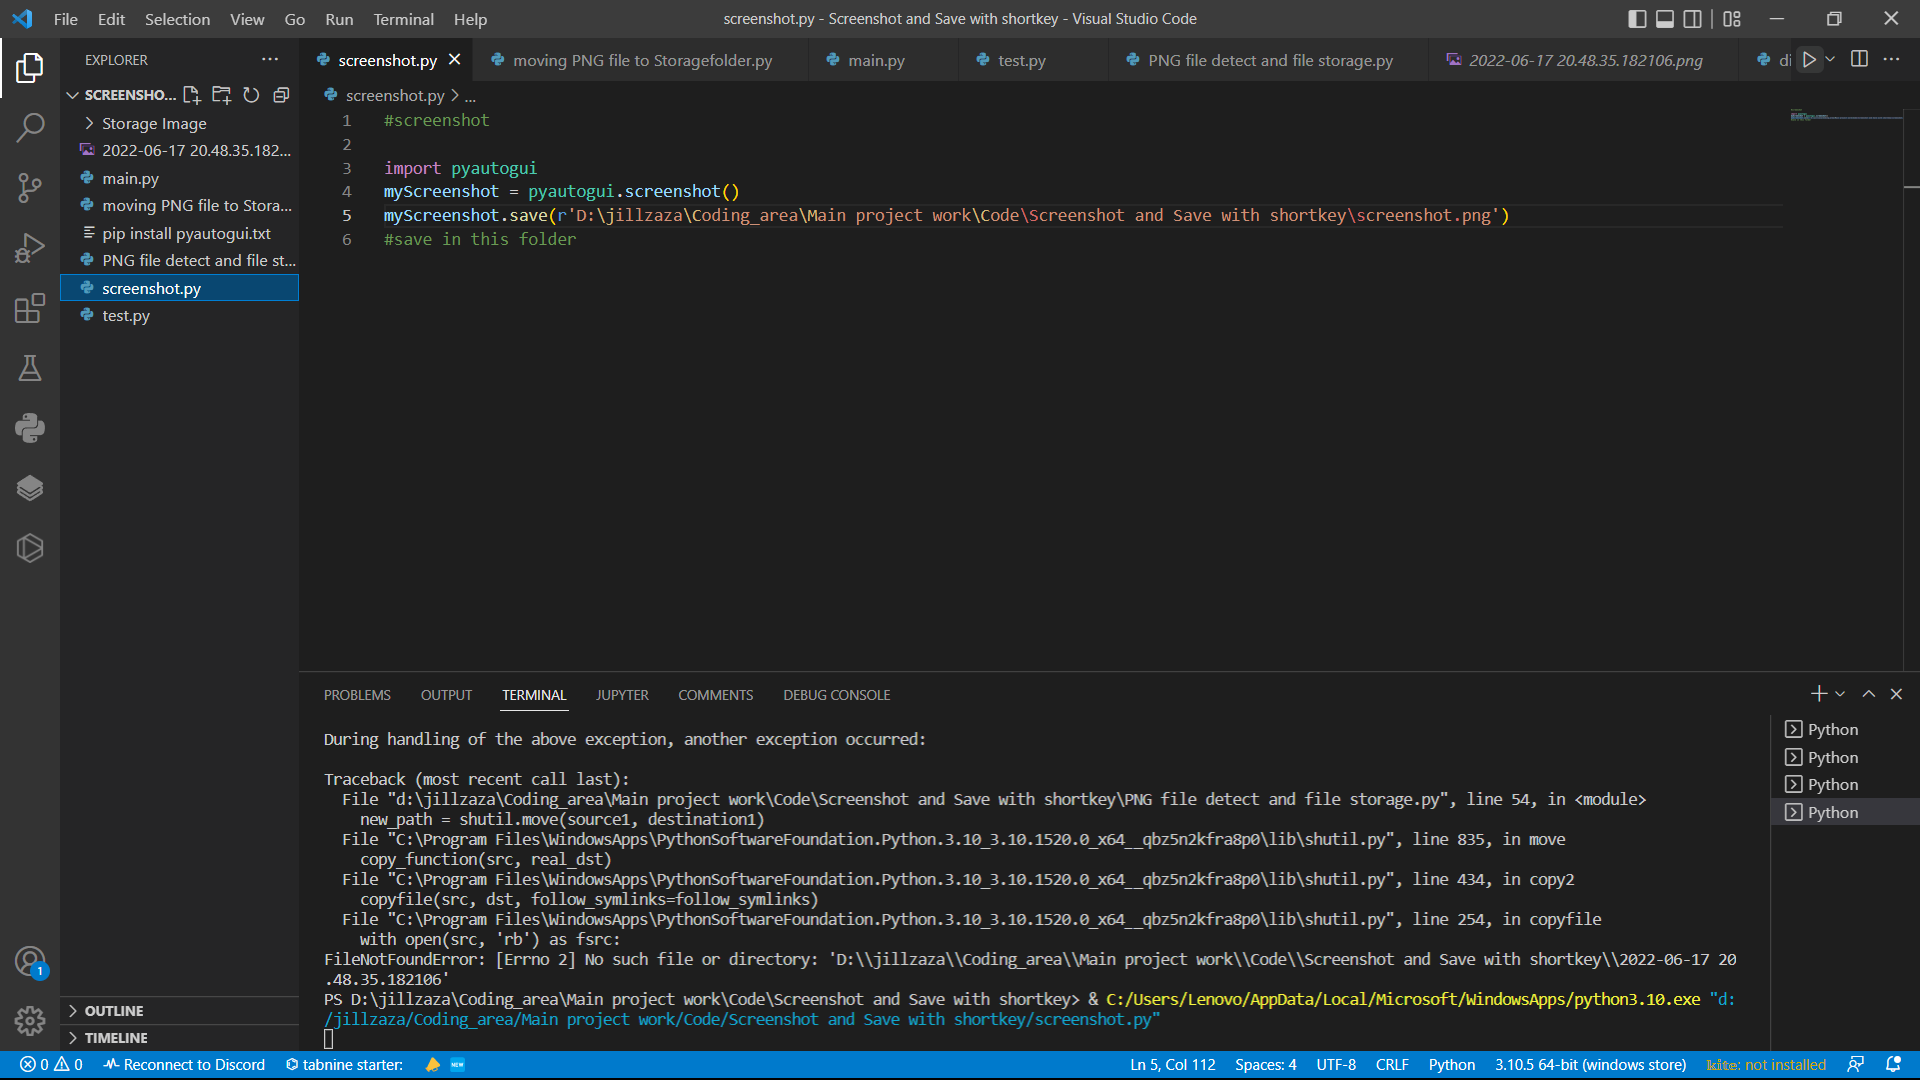 File Edit Selection View Go Run Terminal Help
screenshot.py - Screenshot and Save with shortkey - Visual Studio Code
EXPLORER
SCREENSHO...
Storage Image
2022-06-17 20.48.35.182...
main.py
moving PNG file to Stora...
pip install pyautogui.txt
PNG file detect and file st...
screenshot.py
test.py
OUTLINE
TIMELINE
screenshot.py
moving PNG file to Storagefolder.py
main.py
test.py
PNG file detect and file storage.py
2022-06-17 20.48.35.182106.png
di
screenshot.py > ...
1 #screenshot
2
3 import pyautogui
4 myScreenshot = pyautogui.screenshot()
5 myScreenshot.save(r'D:\jillzaza\Coding_area\Main project work\Code\Screenshot and Save with shortkey\screenshot.png')
6 #save in this folder
PROBLEMS OUTPUT TERMINAL JUPYTER COMMENTS DEBUG CONSOLE
During handling of the above exception, another exception occurred:
Traceback (most recent call last):
File "d:\jillzaza\Coding_area\Main project work\Code\Screenshot and Save with shortkey\PNG file detect and file storage.py", line 54, in <module>
new_path = shutil.move(source1, destination1)
File "C:\Program Files\WindowsApps\PythonSoftwareFoundation.Python.3.10_3.10.1520.0_x64__qbz5n2kfra8p0\lib\shutil.py", line 835, in move
copy_function(src, real_dst)
File "C:\Program Files\WindowsApps\PythonSoftwareFoundation.Python.3.10_3.10.1520.0_x64__qbz5n2kfra8p0\lib\shutil.py", line 434, in copy2
copyfile(src, dst, follow_symlinks=follow_symlinks)
File "C:\Program Files\WindowsApps\PythonSoftwareFoundation.Python.3.10_3.10.1520.0_x64__qbz5n2kfra8p0\lib\shutil.py", line 254, in copyfile
with open(src, 'rb') as fsrc:
FileNotFoundError: [Errno 2] No such file or directory: 'D:\\jillzaza\\Coding_area\\Main project work\\Code\\Screenshot and Save with shortkey\\2022-06-17 20
.48.35.182106'
PS D:\jillzaza\Coding_area\Main project work\Code\Screenshot and Save with shortkey> & C:/Users/Lenovo/AppData/Local/Microsoft/WindowsApps/python3.10.exe "d:
/jillzaza/Coding_area/Main project work/Code/Screenshot and Save with shortkey/screenshot.py"
Python
Python
Python
Python
1
0 0 Reconnect to Discord tabnine starter: NEW
Ln 5, Col 112 Spaces: 4 UTF-8 CRLF Python 3.10.5 64-bit (windows store) kite: not installed